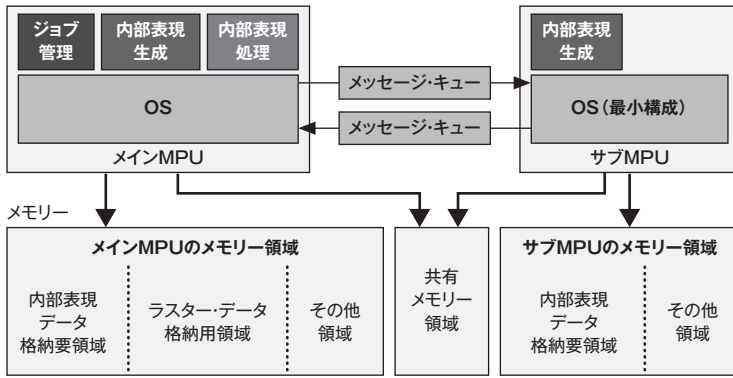 ジョブ
管理
内部表現
生成
内部表現
処理
OS
メインMPU
メッセージ・キュー
メッセージ・キュー
内部表現
生成
OS（最小構成）
サブMPU
メモリー
メインMPUのメモリー領域
内部表現
データ
格納要領域
ラスター・データ
格納用領域
その他
領域
共有
メモリー
領域
サブMPUのメモリー領域
内部表現
データ
格納要領域
その他
領域